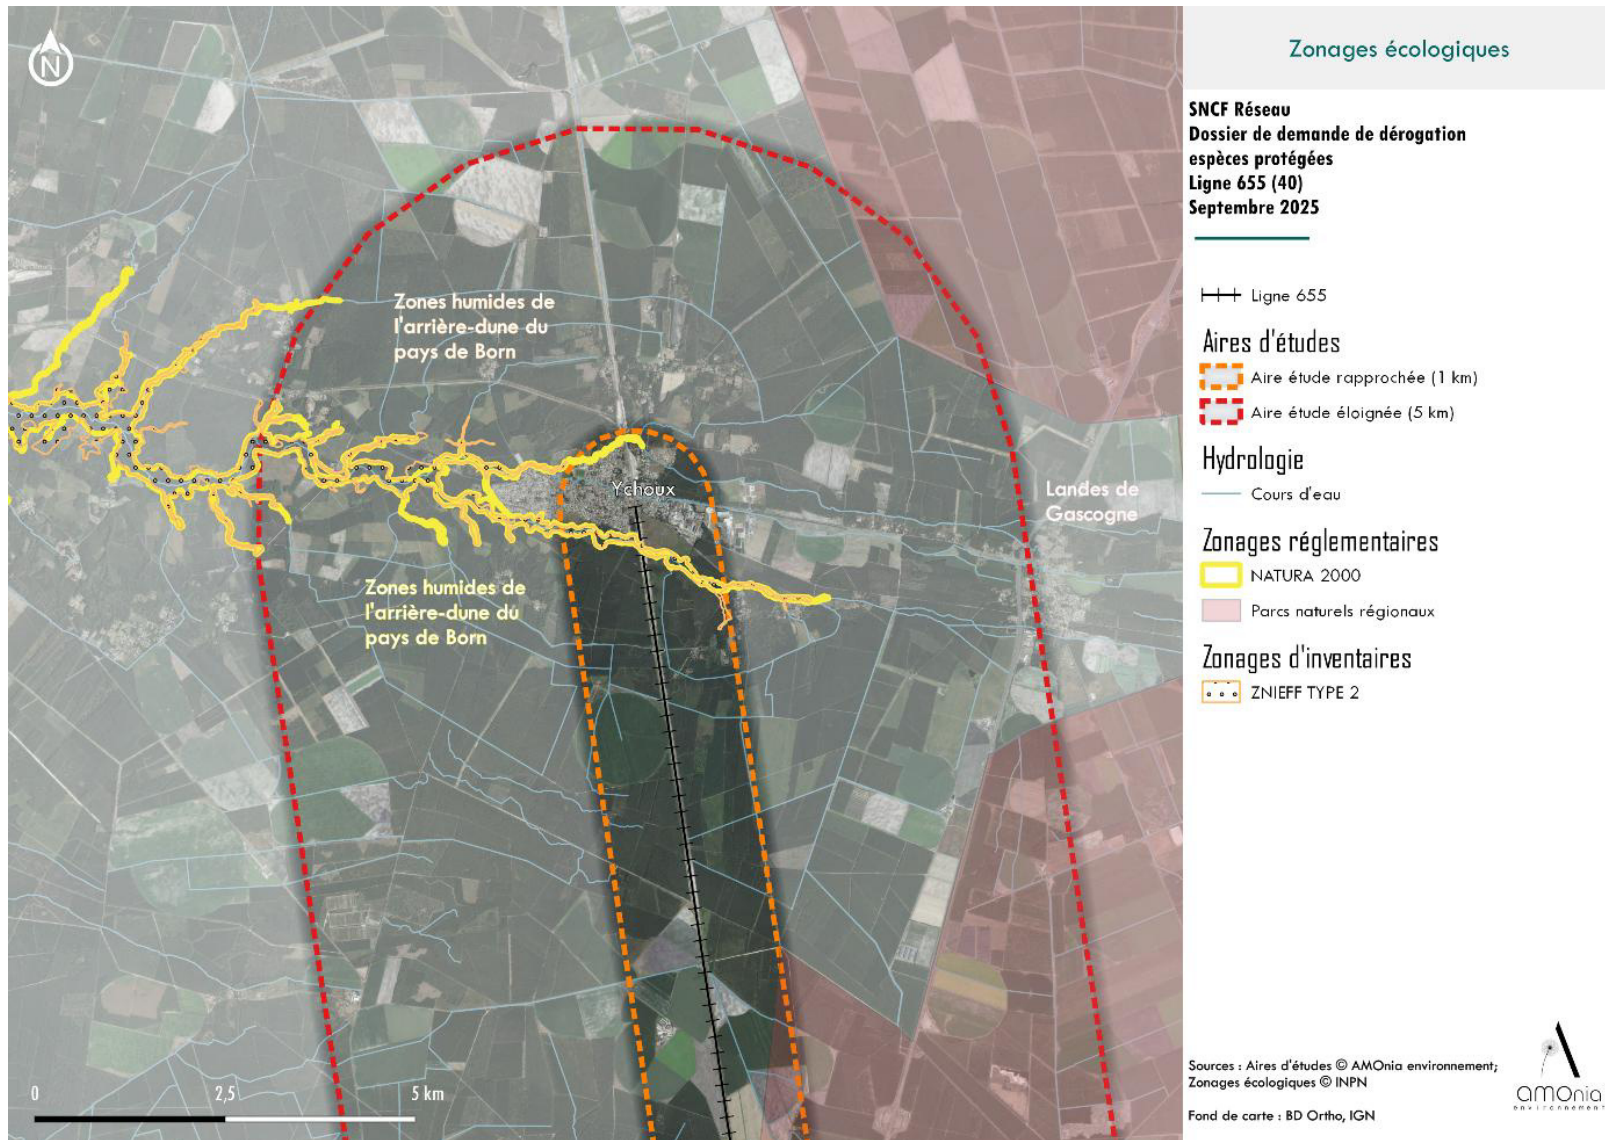 N
Zones humides de
l'arrière-dune du
pays de Born
Ychoux
Landes de
Gascogne
Zones humides de
l'arrière-dune du
pays de Born
0
2,5
5 km
Zonages écologiques
SNCF Réseau
Dossier de demande de dérogation
espèces protégées
Ligne 655 (40)
Septembre 2025
Ligne 655
Aires d'études
Aire étude rapprochée (1 km)
Aire étude éloignée (5 km)
Hydrologie
Cours d'eau
Zonages réglementaires
NATURA 2000
Parcs naturels régionaux
Zonages d'inventaires
ZNIEFF TYPE 2
Sources : Aires d'études © AMOnia environnement;
Zonages écologiques © INPN
Fond de carte : BD Ortho, IGN
amOnia
environnement